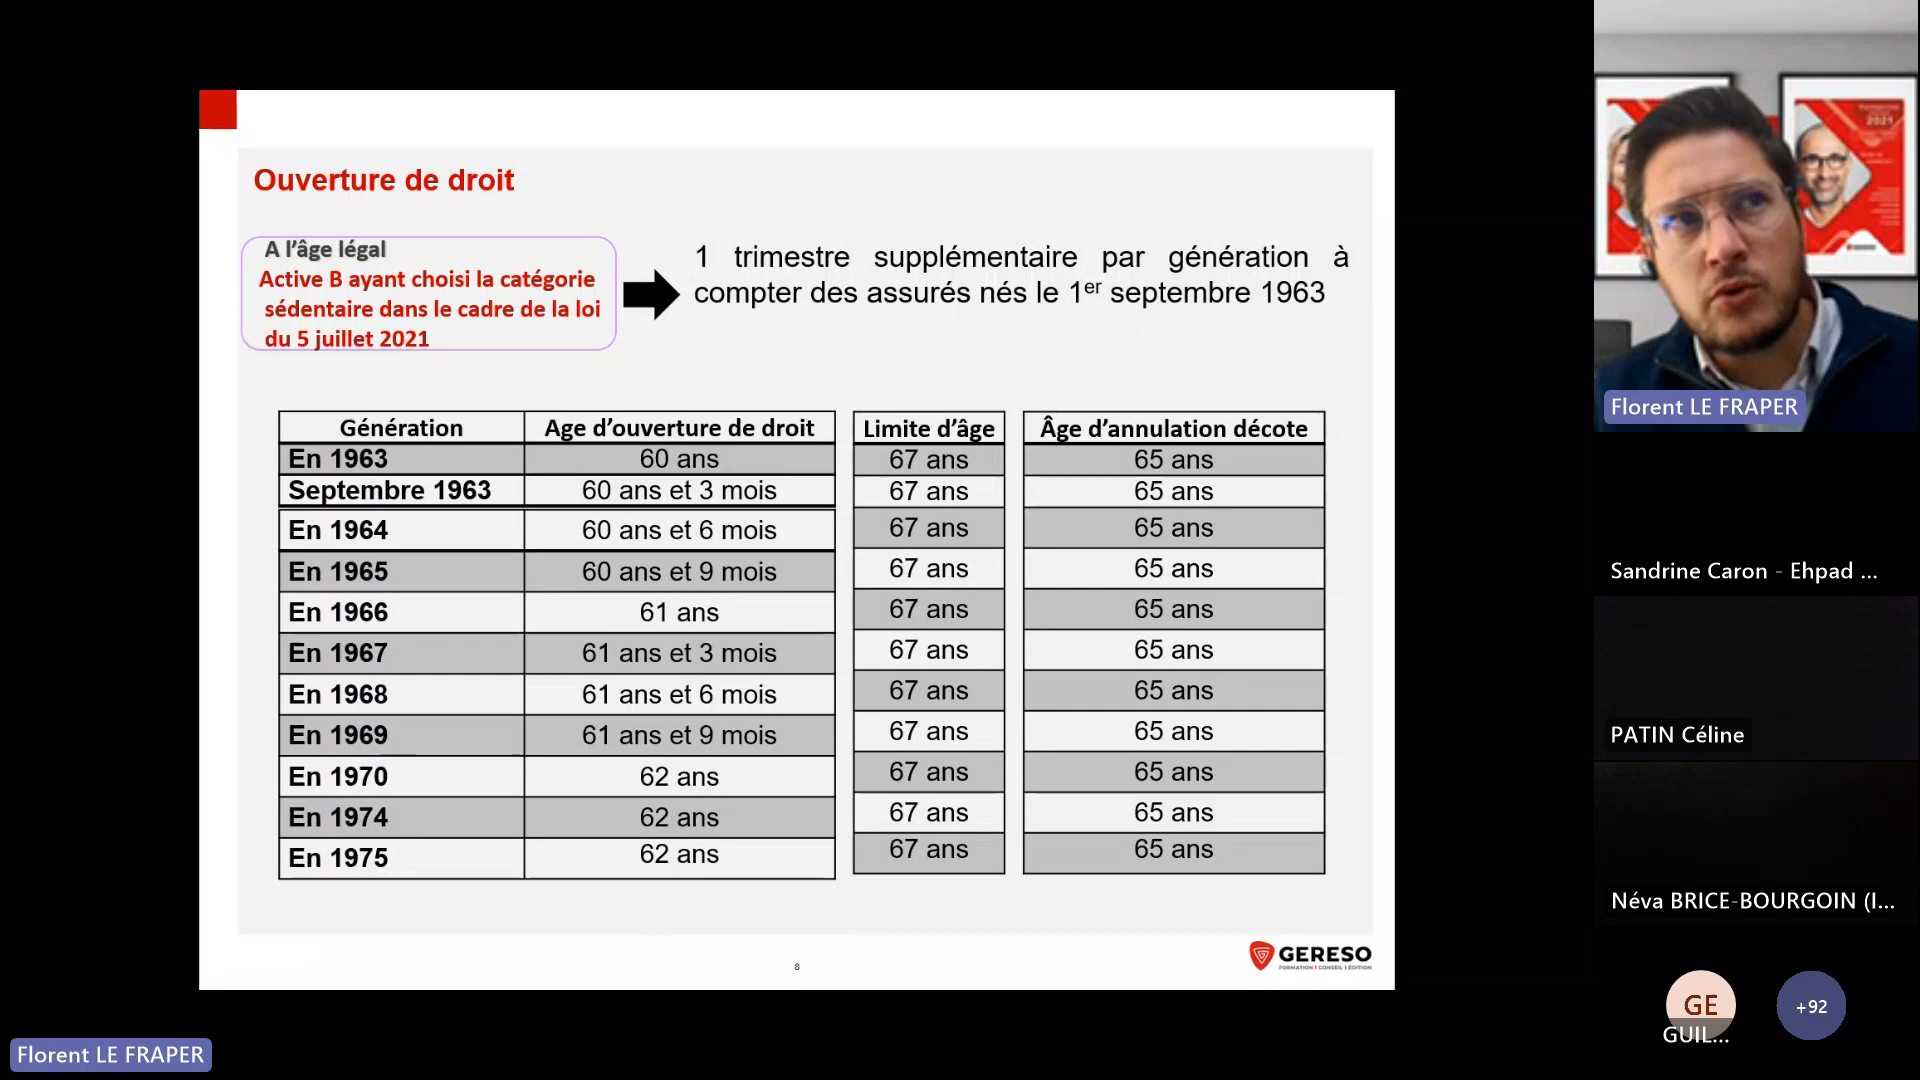 Ouverture de droit
A l’âge légal
Active B ayant choisi la catégorie
sédentaire dans le cadre de la loi
du 5 juillet 2021
1 trimestre supplémentaire par génération à
compter des assurés nés le 1er septembre 1963
Génération Age d’ouverture de droit Limite d’âge Âge d’annulation décote
En 1963 60 ans 67 ans 65 ans
Septembre 1963 60 ans et 3 mois 67 ans 65 ans
En 1964 60 ans et 6 mois 67 ans 65 ans
En 1965 60 ans et 9 mois 67 ans 65 ans
En 1966 61 ans 67 ans 65 ans
En 1967 61 ans et 3 mois 67 ans 65 ans
En 1968 61 ans et 6 mois 67 ans 65 ans
En 1969 61 ans et 9 mois 67 ans 65 ans
En 1970 62 ans 67 ans 65 ans
En 1974 62 ans 67 ans 65 ans
En 1975 62 ans 67 ans 65 ans
8
GERESO
FORMATION | CONSEIL | ÉDITION
2021
Florent LE FRAPER
Sandrine Caron - Ehpad ...
PATIN Céline
Néva BRICE-BOURGOIN (I...
GE
GUIL...
+92
Florent LE FRAPER